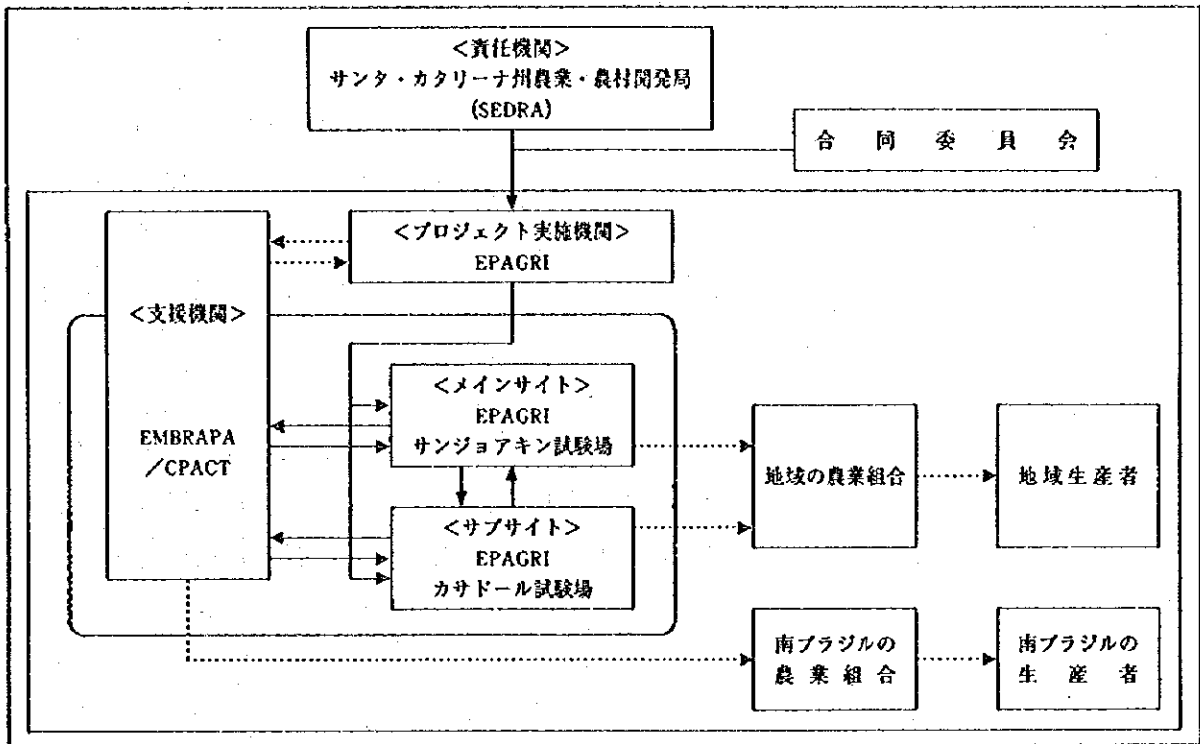 <責任機関>
サンタ・カタリーナ州農業・農村開発局
(SEDRA)
合同委員会
<プロジェクト実施機関>
EPAGRI
<支援機関>
EMBRAPA
/CPACT
<メインサイト>
EPAGRI
サンジョアキン試験場
<サブサイト>
EPAGRI
カサドール試験場
地域の農業組合
地域生産者
南ブラジルの
農業組合
南ブラジルの
生産者